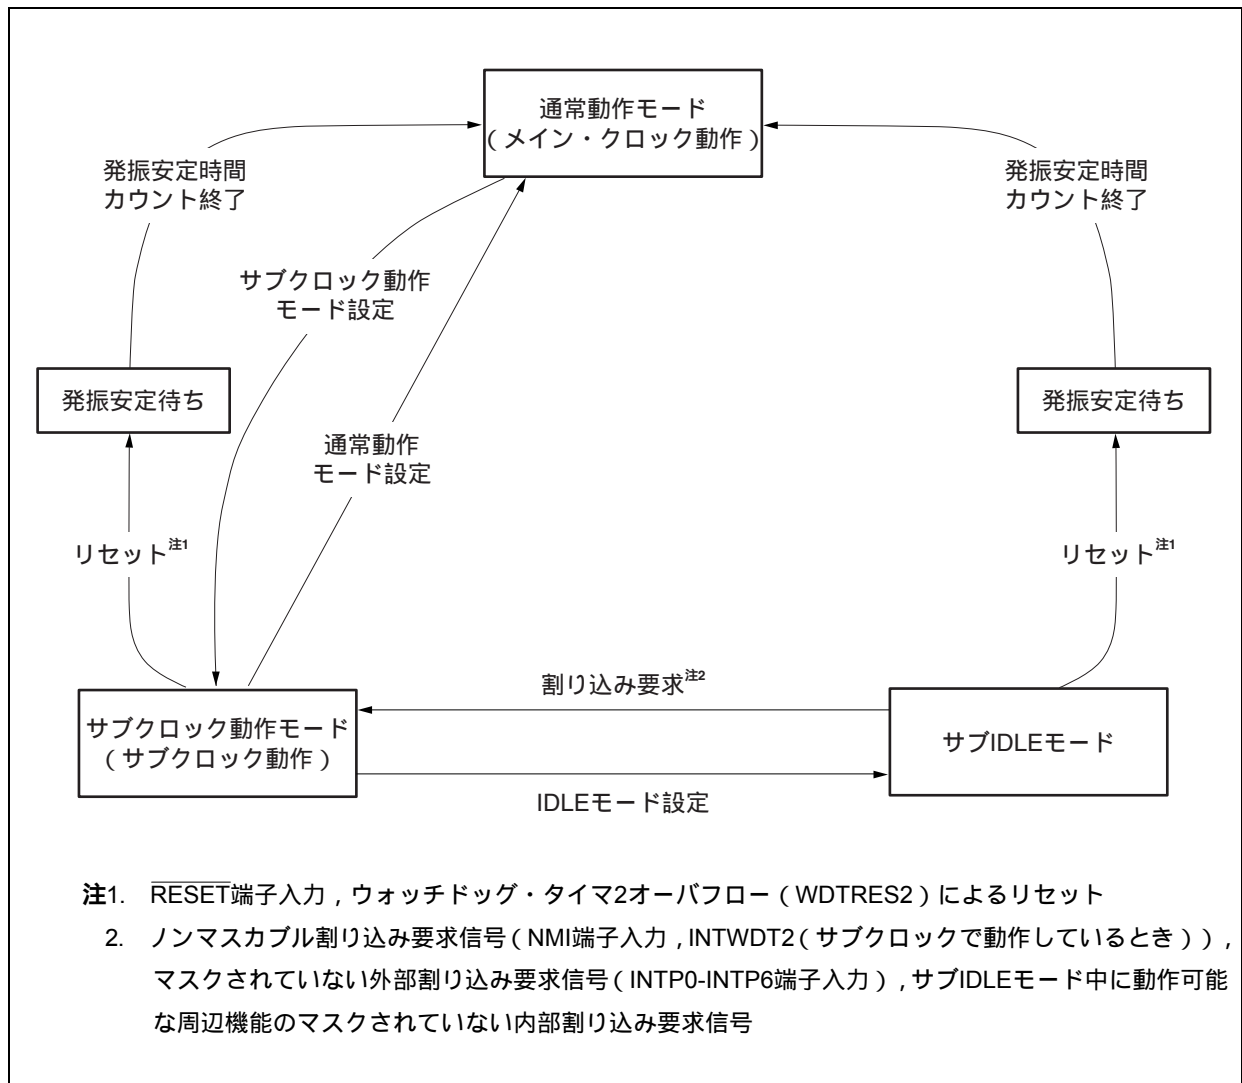 通常動作モード
(メイン・クロック動作)
発振安定時間
カウント終了
発振安定時間
カウント終了
サブクロック動作
モード設定
発振安定待ち
発振安定待ち
通常動作
モード設定
リセット注1
リセット注1
割り込み要求注2
サブクロック動作モード
(サブクロック動作)
サブIDLEモード
IDLEモード設定
注1. RESET端子入力,ウォッチドッグ・タイマ2オーバフロー(WDTRES2)によるリセット
2. ノンマスカブル割り込み要求信号(NMI端子入力,INTWDT2(サブクロックで動作しているとき)),
マスクされていない外部割り込み要求信号(INTP0-INTP6端子入力),サブIDLEモード中に動作可能
な周辺機能のマスクされていない内部割り込み要求信号